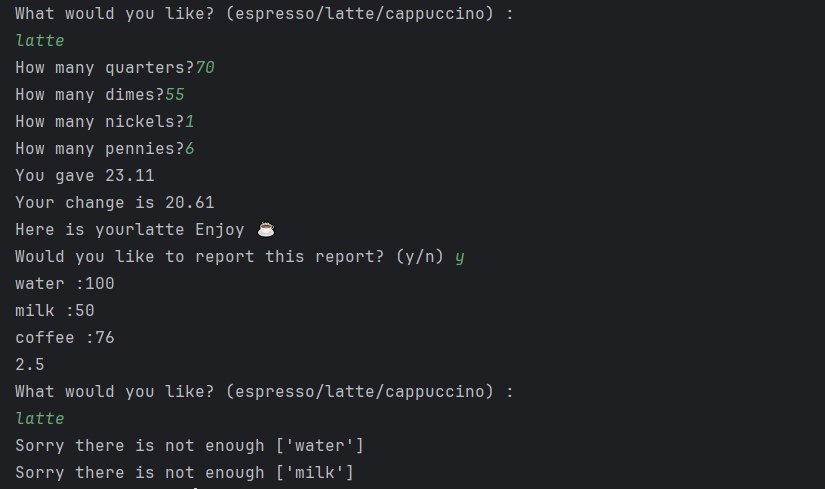 What would you like? (espresso/latte/cappuccino) :
latte
How many quarters?70
How many dimes?55
How many nickels?1
How many pennies?6
You gave 23.11
Your change is 20.61
Here is yourlatte Enjoy ☕
Would you like to report this report? (y/n) y
water :100
milk :50
coffee :76
2.5
What would you like? (espresso/latte/cappuccino) :
latte
Sorry there is not enough ['water']
Sorry there is not enough ['milk']